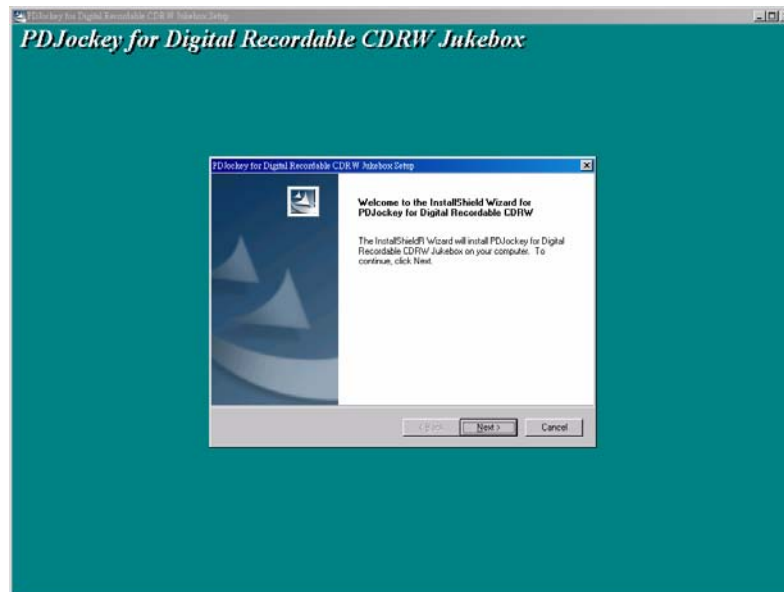 PDJockey for Digital Recordable CDRW Jukebox Setup
PDJockey for Digital Recordable CDRW Jukebox
PDJockey for Digital Recordable CDRW Jukebox Setup
Welcome to the InstallShield Wizard for
PDJockey for Digital Recordable CDRW
The InstallShieldR Wizard will install PDJockey for Digital
Recordable CDRW Jukebox on your computer. To
continue, click Next.
< Back
Next >
Cancel